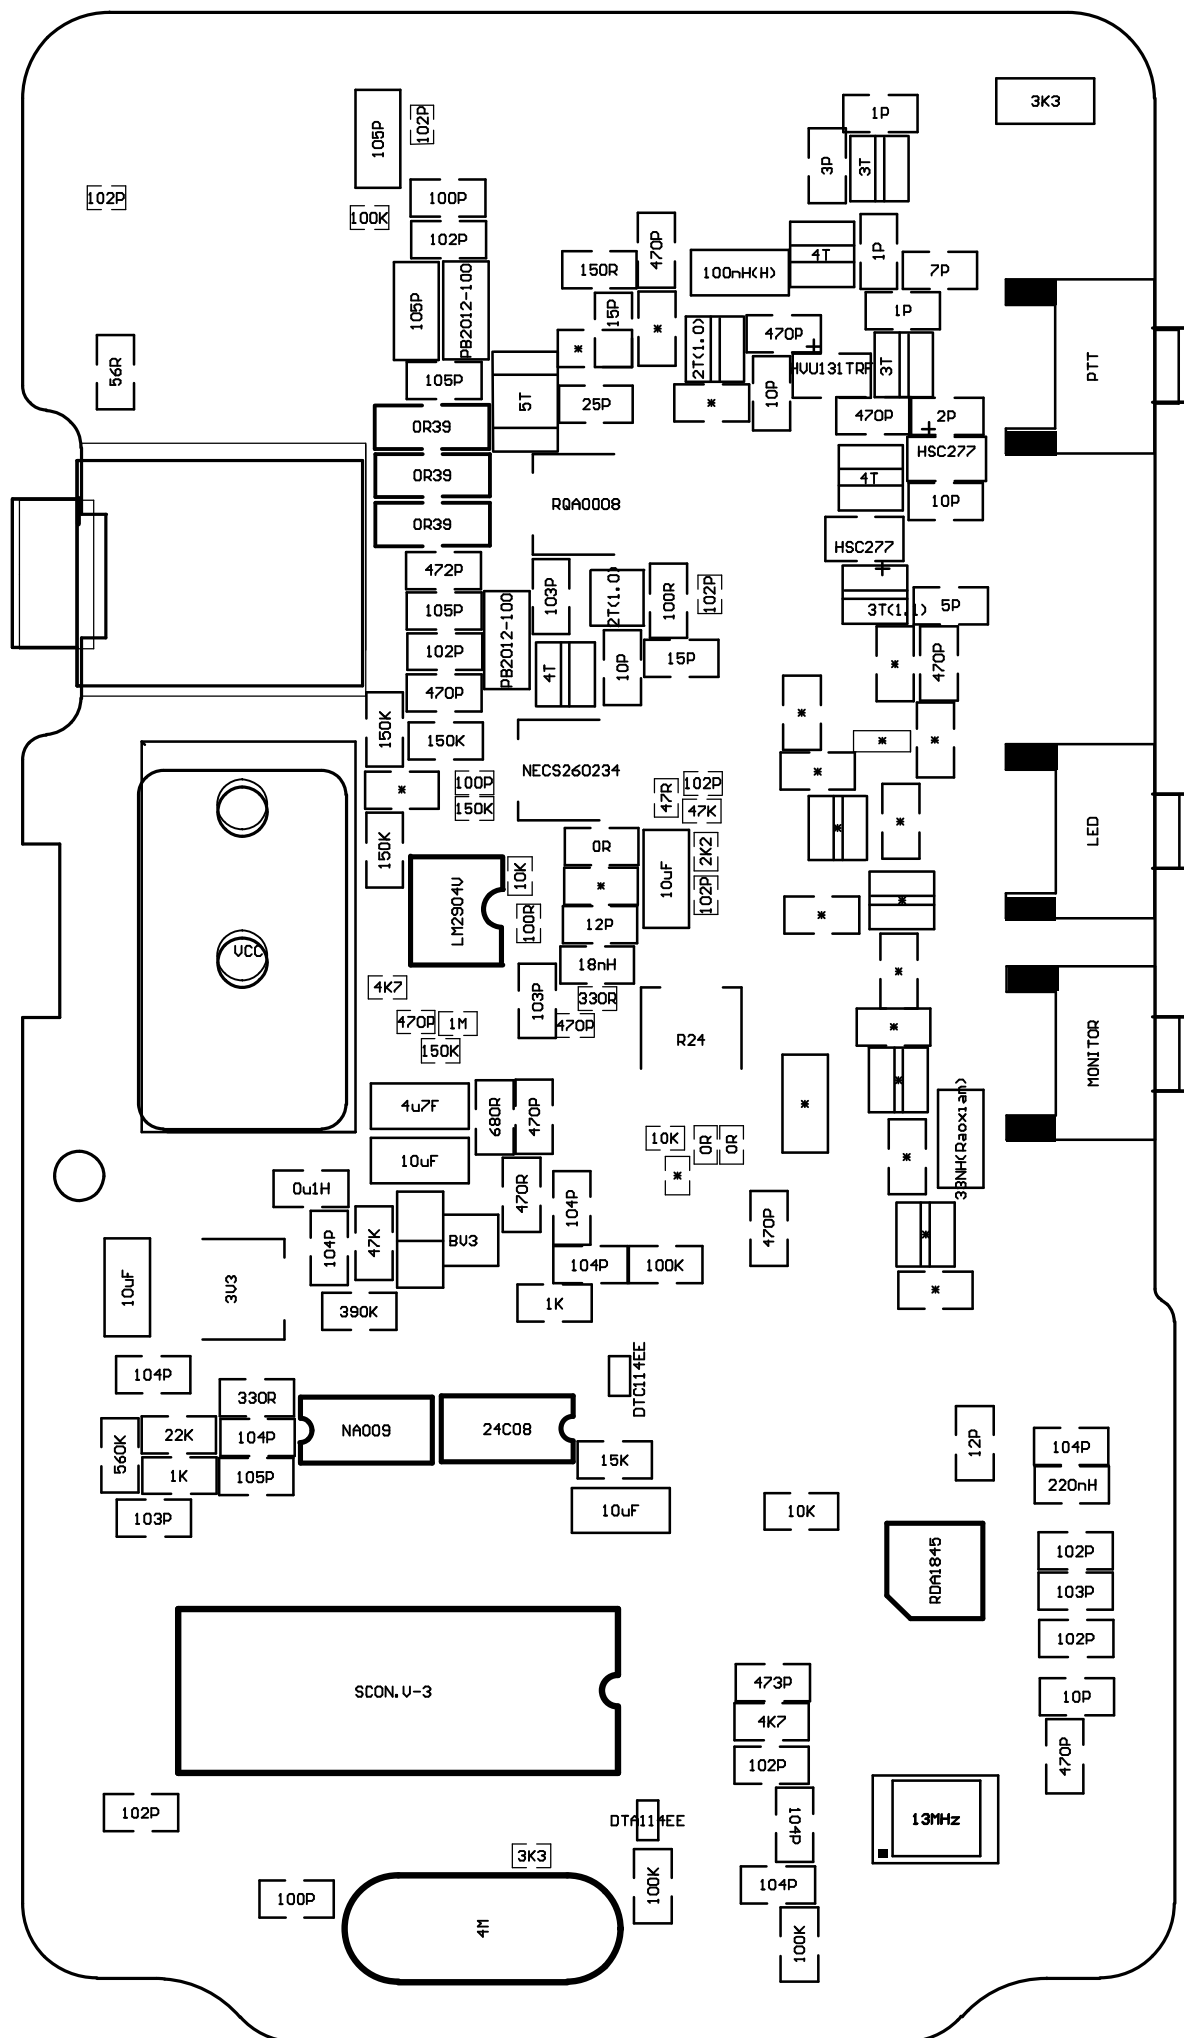 3K3
1P
105P
102P
3P
3T
102P
100P
100K
102P
470P
1P
4T
150R
100nH(H)
7P
105P
PB2012-100
15P
*
1P
470P
+
2T(1.0)
*
56R
105P
HVU131TRF
3T
PTT
10P
5T
25P
*
470P
2P
+
0R39
HSC277
0R39
4T
RQA0008
10P
0R39
HSC277
472P
+
103P
2T(1.0)
100R
102P
105P
PB2012-100
3T(1.1)
5P
102P
15P
4T
10P
*
470P
470P
150K
*
150K
*
*
NECS260234
*
*
100P
47R
102P
150K
47K
*
*
LED
150K
0R
2K2
10K
10uF
*
102P
*
LM2904V
100R
12P
*
VCC
18nH
*
4K7
103P
330R
470P
1M
470P
*
R24
MONITOR
150K
4u7F
680R
470P
*
*
10K
0R
0R
33NH(Raoxian)
10uF
*
*
0u1H
470R
104P
104P
47K
BV3
470P
*
104P
100K
10uF
3V3
*
390K
1K
104P
DTC114EE
330R
22K
104P
NA009
24C08
560K
12P
104P
1K
105P
15K
220nH
103P
10uF
10K
102P
RDA1845
103P
102P
SCON.V-3
473P
10P
4K7
102P
470P
102P
DTA114EE
104P
13MHz
3K3
100K
104P
100P
4M
100K